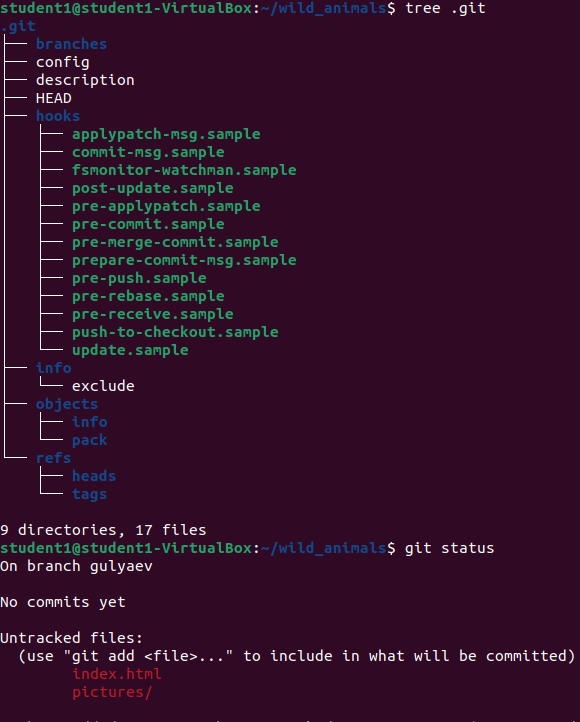 student1@student1-VirtualBox:~/wild_animals$ tree .git
.git
├── branches
├── config
├── description
├── HEAD
├── hooks
│   ├── applypatch-msg.sample
│   ├── commit-msg.sample
│   ├── fsmonitor-watchman.sample
│   ├── post-update.sample
│   ├── pre-applypatch.sample
│   ├── pre-commit.sample
│   ├── pre-merge-commit.sample
│   ├── prepare-commit-msg.sample
│   ├── pre-push.sample
│   ├── pre-rebase.sample
│   ├── pre-receive.sample
│   ├── push-to-checkout.sample
│   └── update.sample
├── info
│   └── exclude
├── objects
│   ├── info
│   └── pack
└── refs
    ├── heads
    └── tags
9 directories, 17 files
student1@student1-VirtualBox:~/wild_animals$ git status
On branch gulyaev
No commits yet
Untracked files:
  (use "git add <file>..." to include in what will be committed)
        index.html
        pictures/